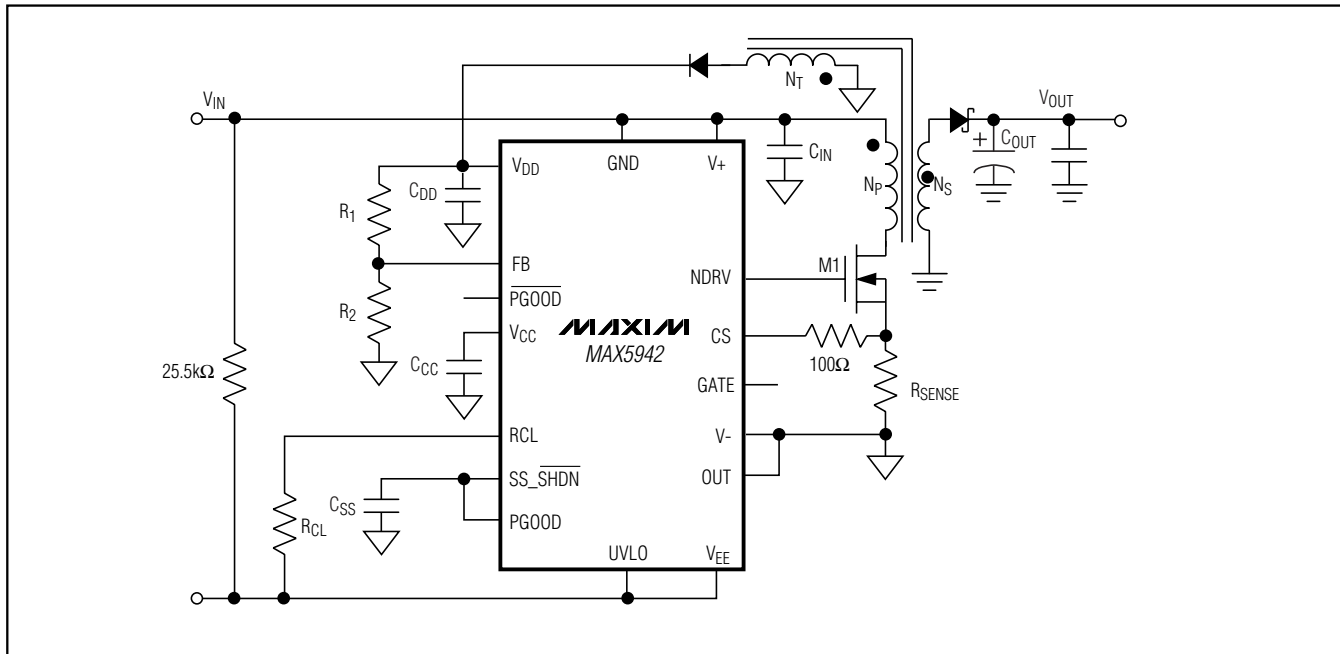 N_T
V_IN
V_OUT
GND
V+
C_IN
C_OUT
V_DD
C_DD
N_P
N_S
R_1
FB
NDRV
M1
PGOOD
R_2
MAXIM
MAX5942
V_CC
CS
C_CC
25.5kΩ
100Ω
GATE
R_SENSE
RCL
V-
SS_SHDN
OUT
C_SS
R_CL
PGOOD
UVLO
V_EE